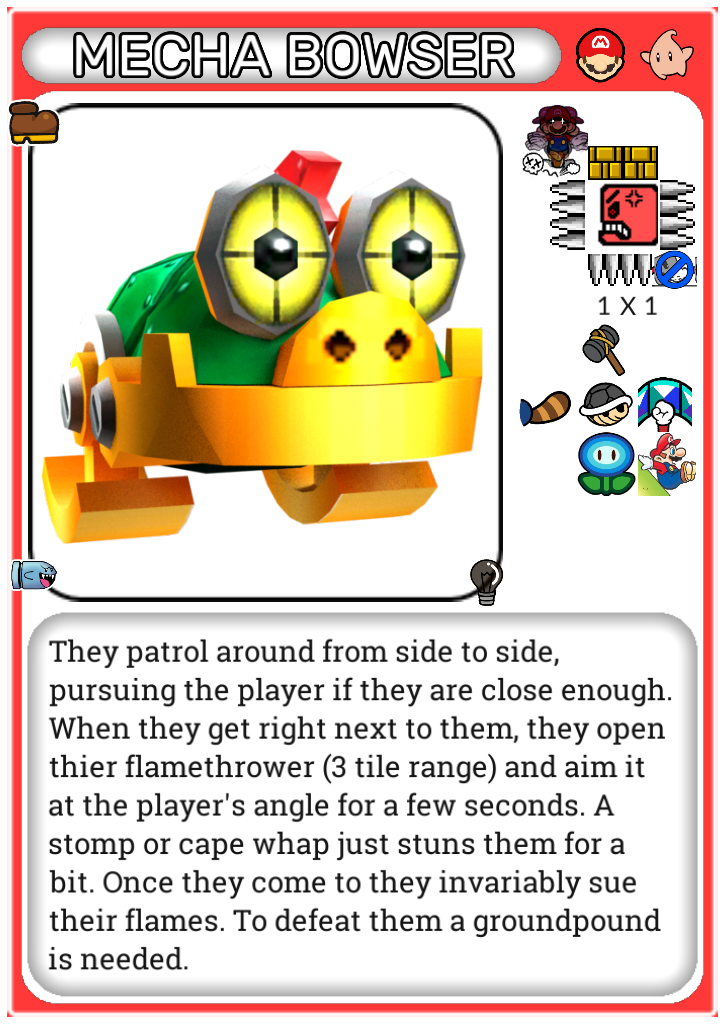 MECHA BOWSER
1 X 1
They patrol around from side to side,
pursuing the player if they are close enough.
When they get right next to them, they open
thier flamethrower (3 tile range) and aim it
at the player's angle for a few seconds. A
stomp or cape whap just stuns them for a
bit. Once they come to they invariably sue
their flames. To defeat them a groundpound
is needed.